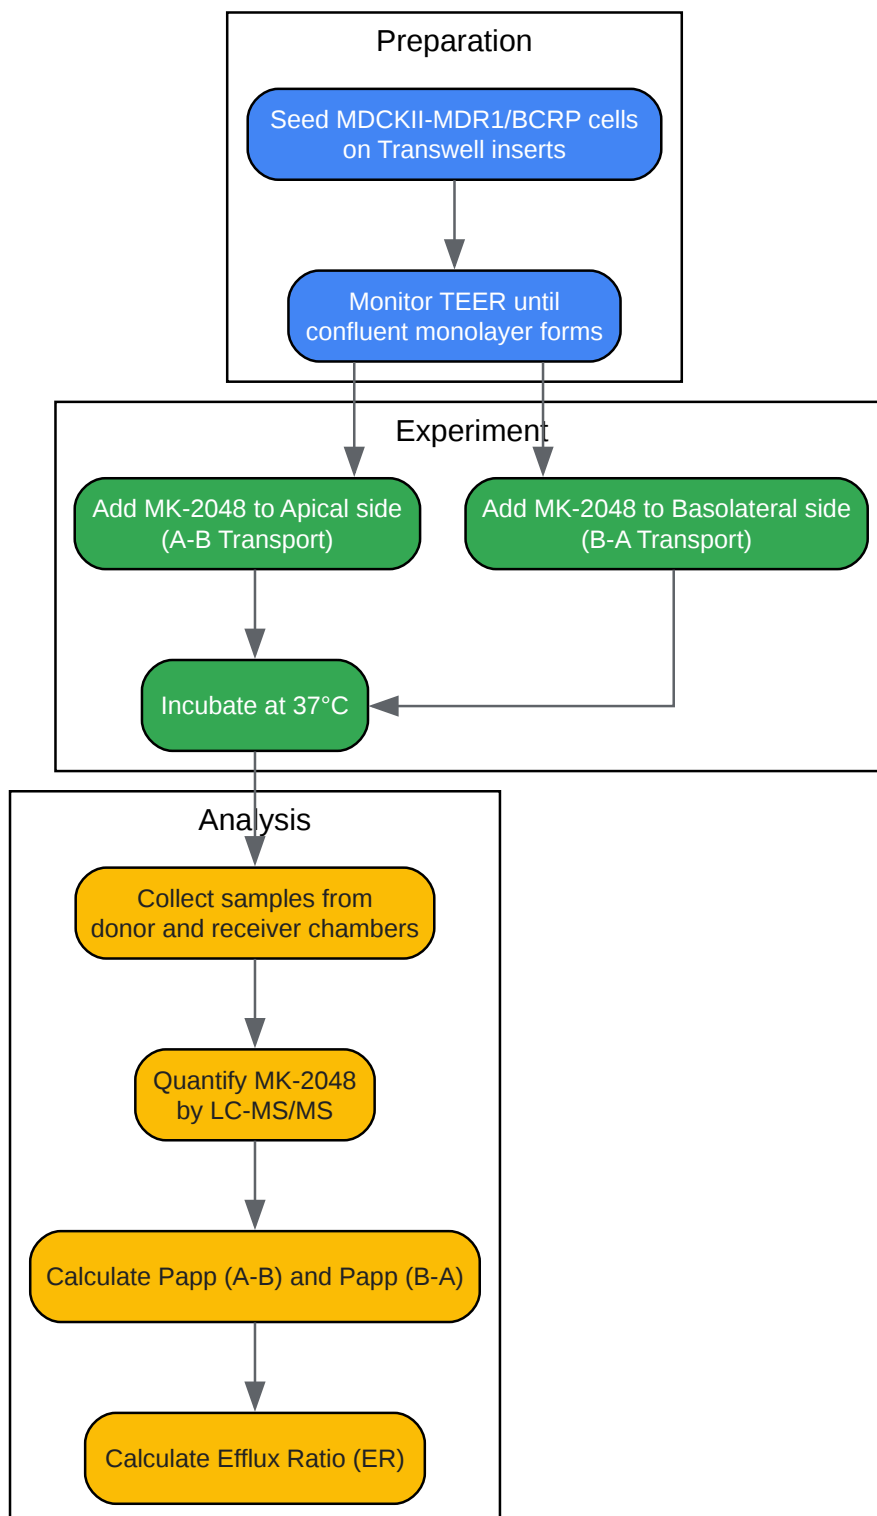 Preparation
Seed MDCKII-MDR1/BCRP cells
on Transwell inserts
Monitor TEER until
confluent monolayer forms
Experiment
Add MK-2048 to Apical side
(A-B Transport)
Add MK-2048 to Basolateral side
(B-A Transport)
Incubate at 37°C
Analysis
Collect samples from
donor and receiver chambers
Quantify MK-2048
by LC-MS/MS
Calculate Papp (A-B) and Papp (B-A)
Calculate Efflux Ratio (ER)